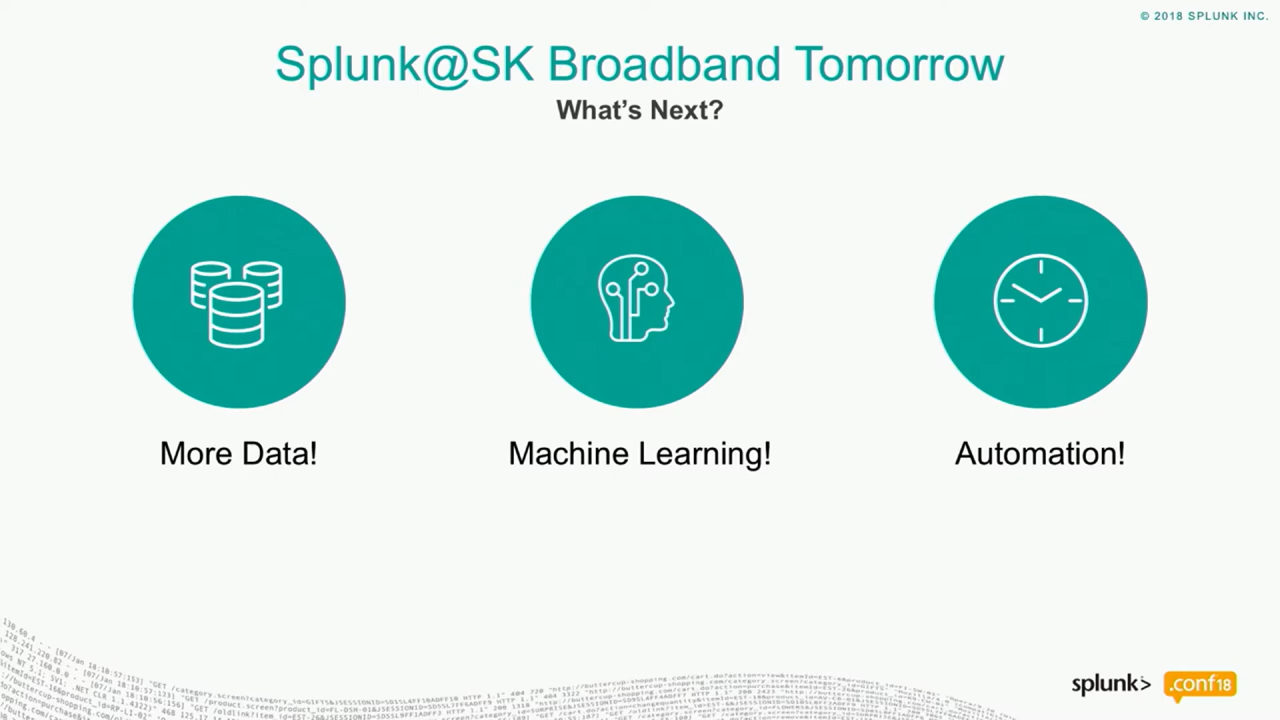 © 2018 SPLUNK INC.
Splunk@SK Broadband Tomorrow
What's Next?
More Data!
Machine Learning!
Automation!
splunk> .conf18